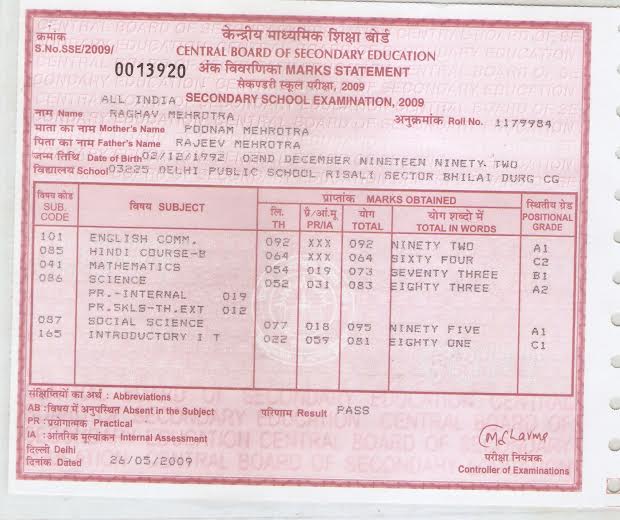 क्रमांक
S.No.SSE/2009/
0013920
केन्द्रीय माध्यमिक शिक्षा बोर्ड
CENTRAL BOARD OF SECONDARY EDUCATION
अंक विवरणिका MARKS STATEMENT
सेकण्डरी स्कूल परीक्षा, 2009
ALL INDIA SECONDARY SCHOOL EXAMINATION, 2009
नाम Name RAGHAV MEHROTRA अनुक्रमांक Roll No. 1179984
माता का नाम Mother's Name POONAM MEHROTRA
पिता का नाम Father's Name RAJEEV MEHROTRA
जन्म तिथि Date of Birth 02/12/1992 02ND DECEMBER NINETEEN NINETY TWO
विद्यालय School 03225 DELHI PUBLIC SCHOOL RISALI SECTOR BHILAI DURG CG
विषय कोड SUB. CODE विषय SUBJECT प्राप्तांक MARKS OBTAINED स्थितीय ग्रेड POSITIONAL GRADE
लि. TH प्रै/आं.मू PR/IA योग TOTAL योग शब्दो में TOTAL IN WORDS
101 ENGLISH COMM. 092 XXX 092 NINETY TWO A1
085 HINDI COURSE-B 064 XXX 064 SIXTY FOUR C2
041 MATHEMATICS 054 019 073 SEVENTY THREE B1
086 SCIENCE 052 031 083 EIGHTY THREE A2
PR.-INTERNAL 019
PR.SKLS-TH.EXT 012
087 SOCIAL SCIENCE 077 018 095 NINETY FIVE A1
165 INTRODUCTORY I T 022 059 081 EIGHTY ONE C1
संक्षिप्तियों का अर्थ : Abbreviations
AB : विषय में अनुपस्थित Absent in the Subject परिणाम Result PASS
PR : प्रयोगात्मक Practical
IA : आंतरिक मूल्यांकन Internal Assessment
दिल्ली Delhi
दिनांक Dated 26/05/2009
परीक्षा नियंत्रक
Controller of Examinations